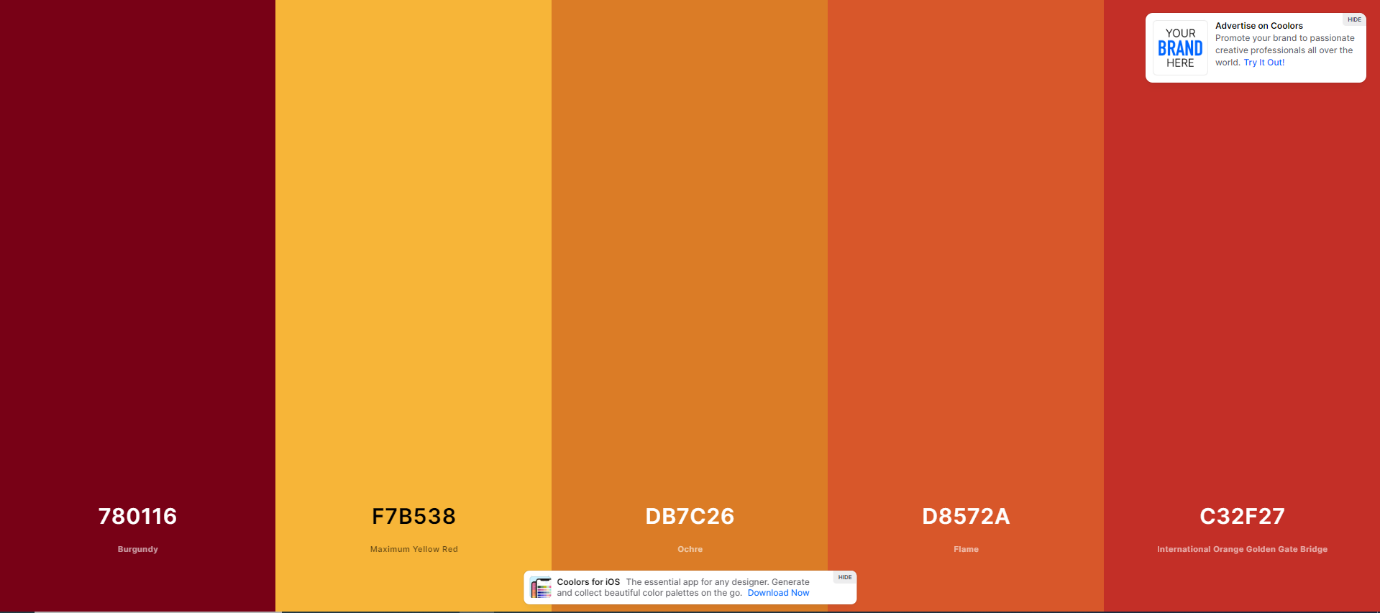 HIDE
YOUR
BRAND
HERE
Advertise on Coolors
Promote your brand to passionate
creative professionals all over the
world. Try It Out!
780116
Burgundy
F7B538
Maximum Yellow Red
DB7C26
Ochre
D8572A
Flame
C32F27
International Orange Golden Gate Bridge
Coolors for iOS The essential app for any designer. Generate
and collect beautiful color palettes on the go. Download Now
HIDE